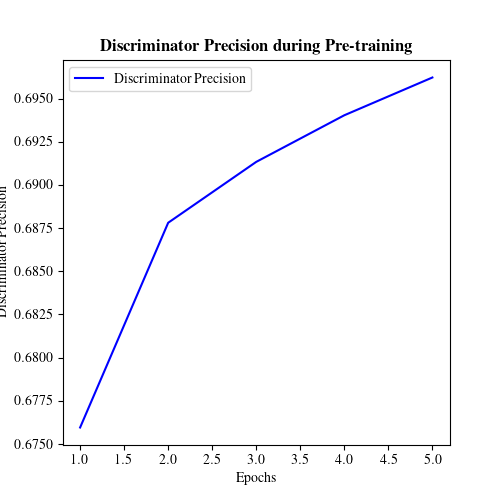 Discriminator Precision during Pre-training
Discriminator Precision
0.6950
0.6925
0.6900
0.6875
0.6850
0.6825
0.6800
0.6775
0.6750
Discriminator Precision
1.0 1.5 2.0 2.5 3.0 3.5 4.0 4.5 5.0
Epochs